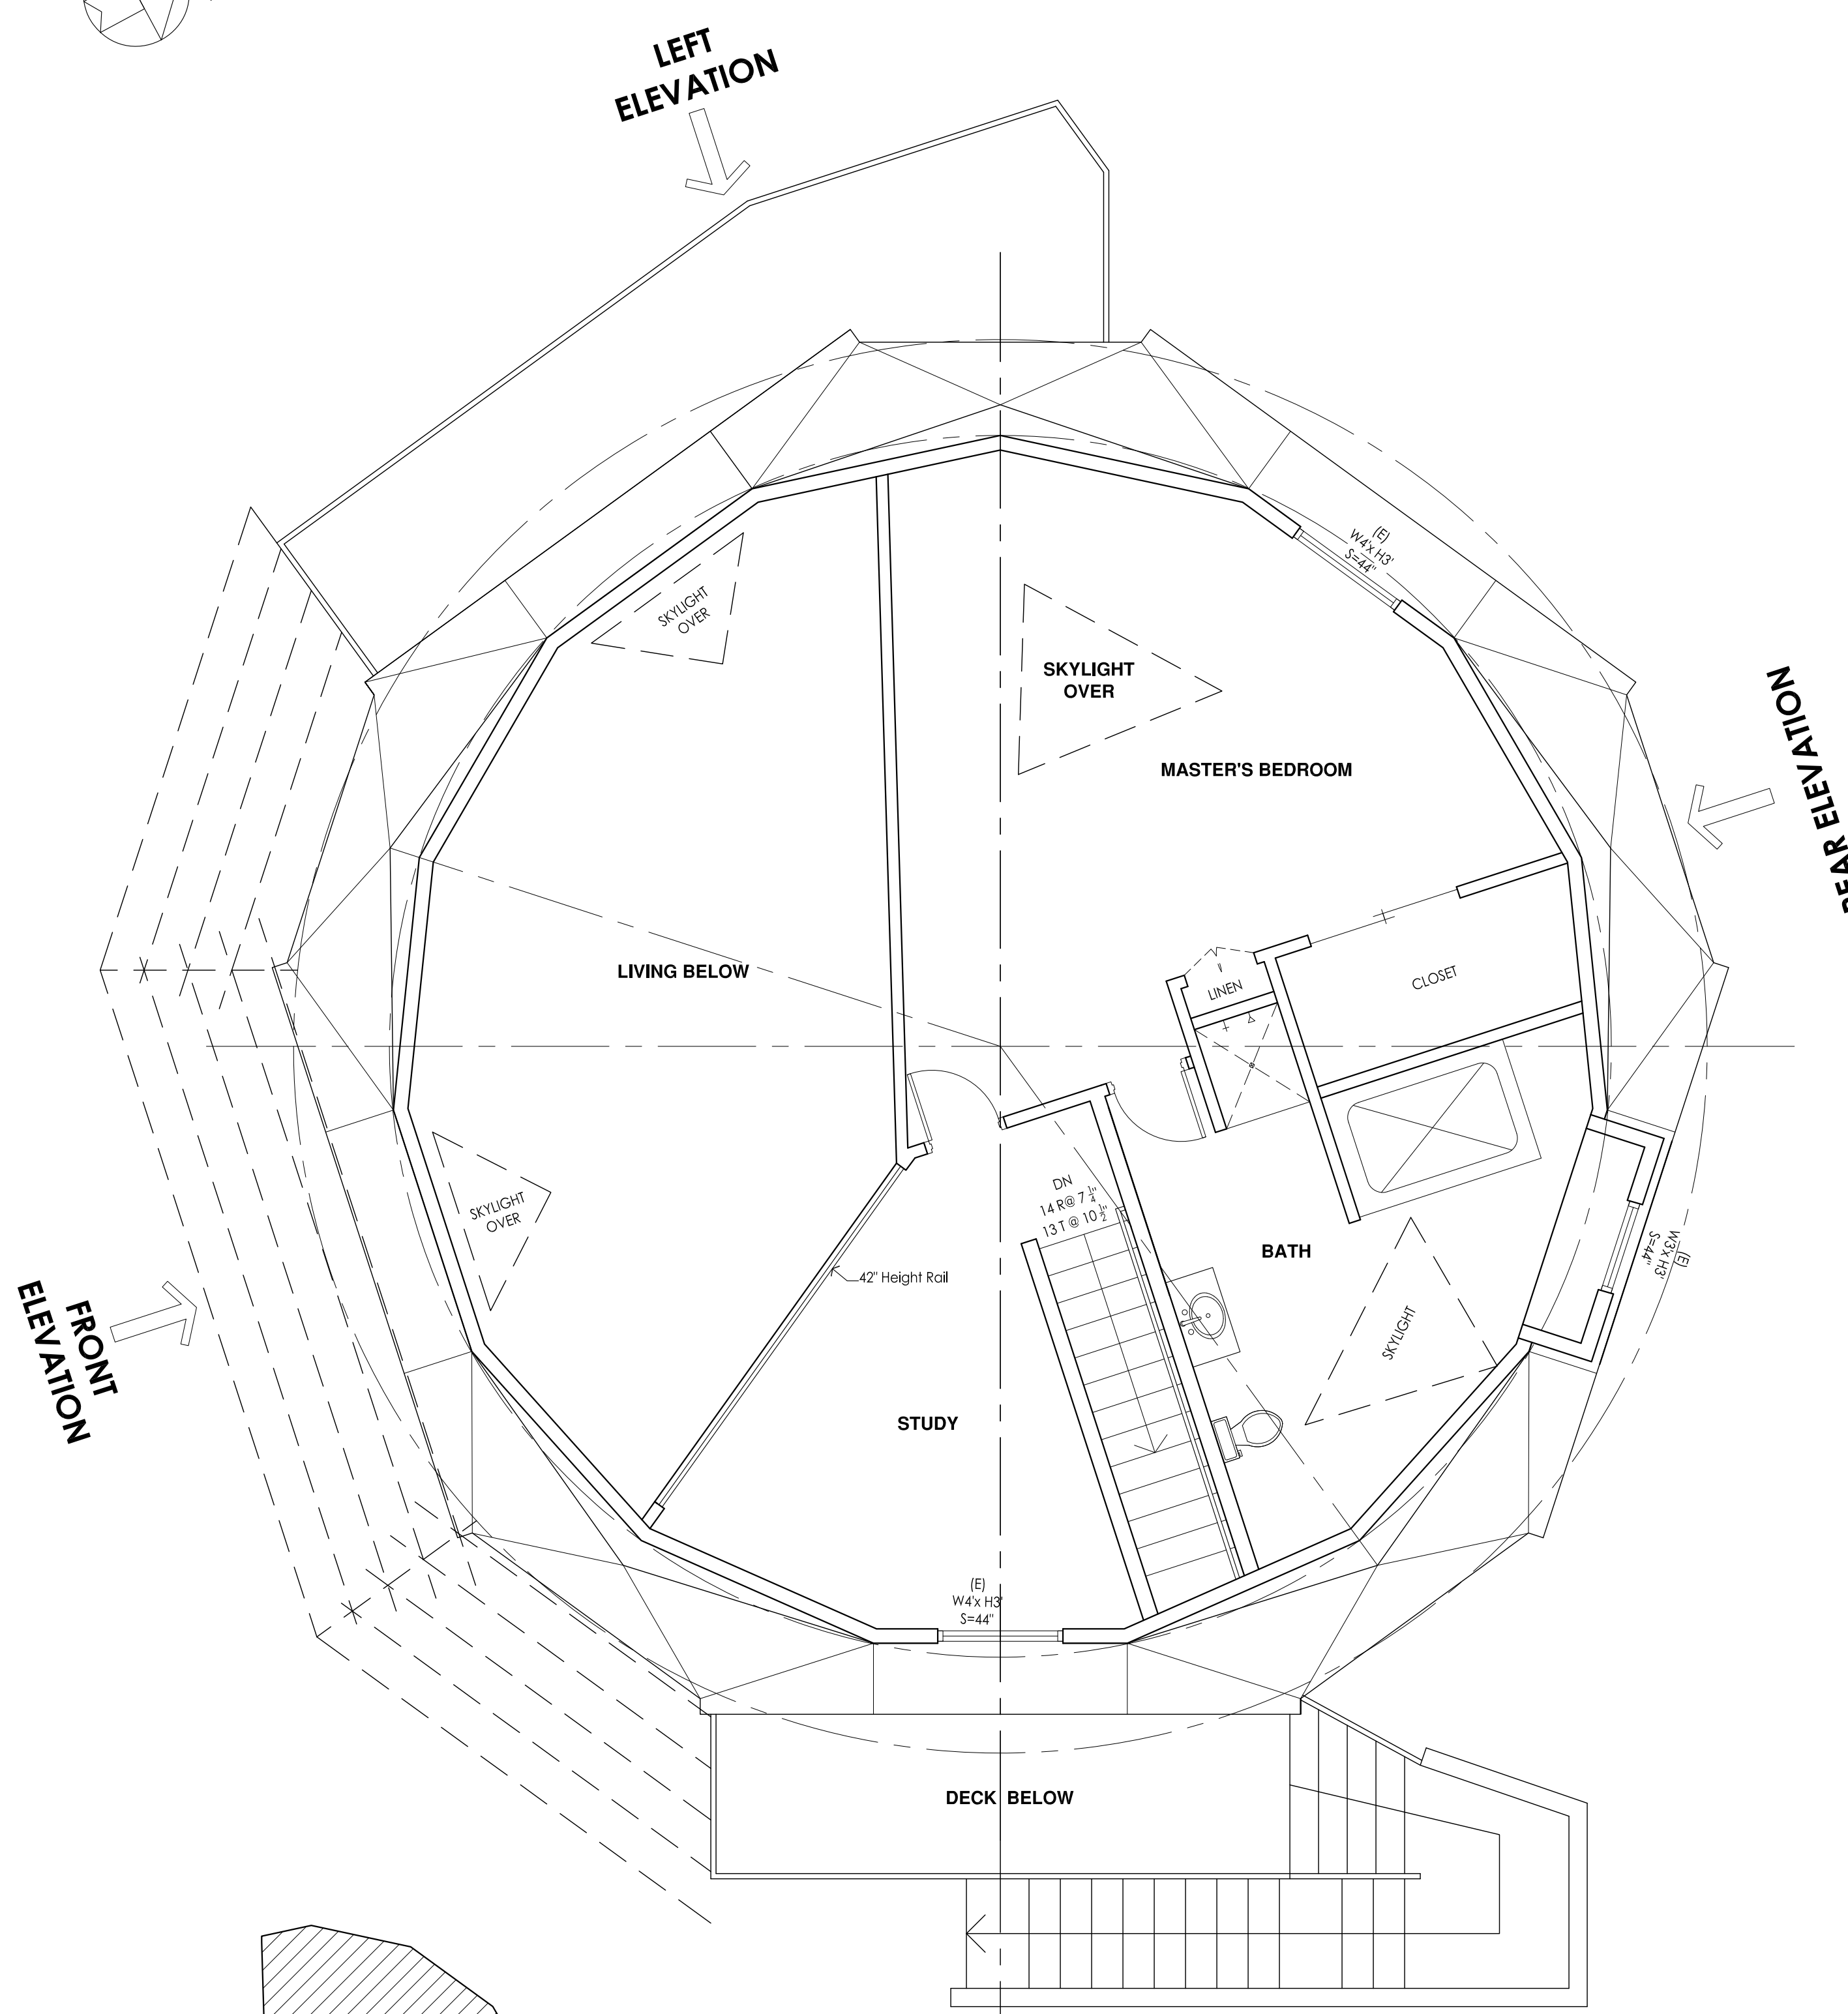 LEFT
ELEVATION
(E)
W4'x H3'
S=44"
SKYLIGHT
OVER
SKYLIGHT
OVER
MASTER'S BEDROOM
REAR ELEVATION
LIVING BELOW
LINEN
CLOSET
SKYLIGHT
OVER
DN
14 R@ 7 1/4"
13 T @ 10 1/2"
42" Height Rail
BATH
(E)
W3'x H3'
S=44"
FRONT
ELEVATION
SKYLIGHT
STUDY
(E)
W4'x H3'
S=44"
DECK BELOW